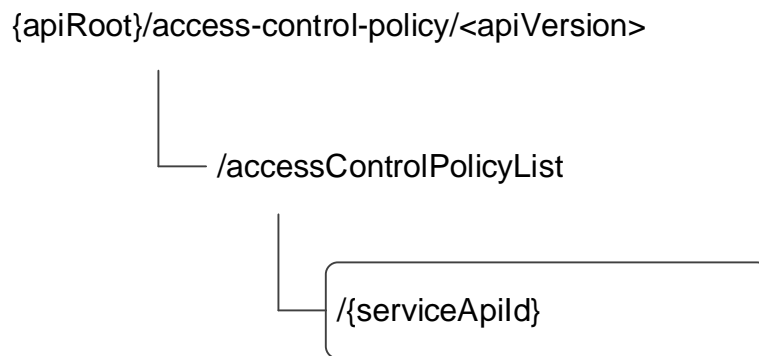 {apiRoot}/access-control-policy/<apiVersion>
/accessControlPolicyList
/{serviceApiId}